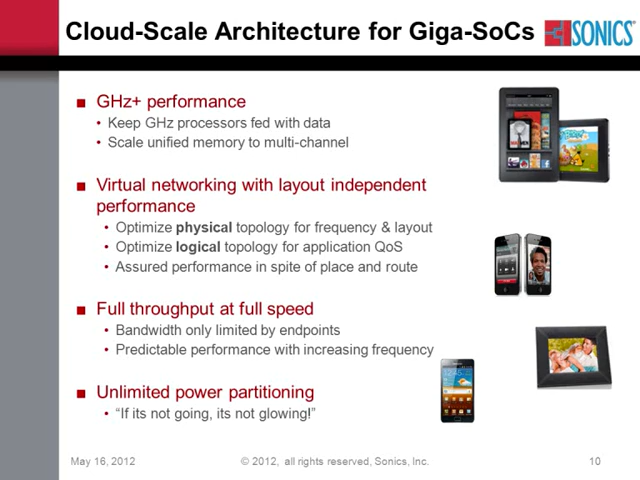 Cloud-Scale Architecture for Giga-SoCs
SONICS
■ GHz+ performance
• Keep GHz processors fed with data
• Scale unified memory to multi-channel
■ Virtual networking with layout independent
performance
• Optimize physical topology for frequency & layout
• Optimize logical topology for application QoS
• Assured performance in spite of place and route
■ Full throughput at full speed
• Bandwidth only limited by endpoints
• Predictable performance with increasing frequency
■ Unlimited power partitioning
• “If its not going, its not glowing!”
May 16, 2012
© 2012, all rights reserved, Sonics, Inc.
10